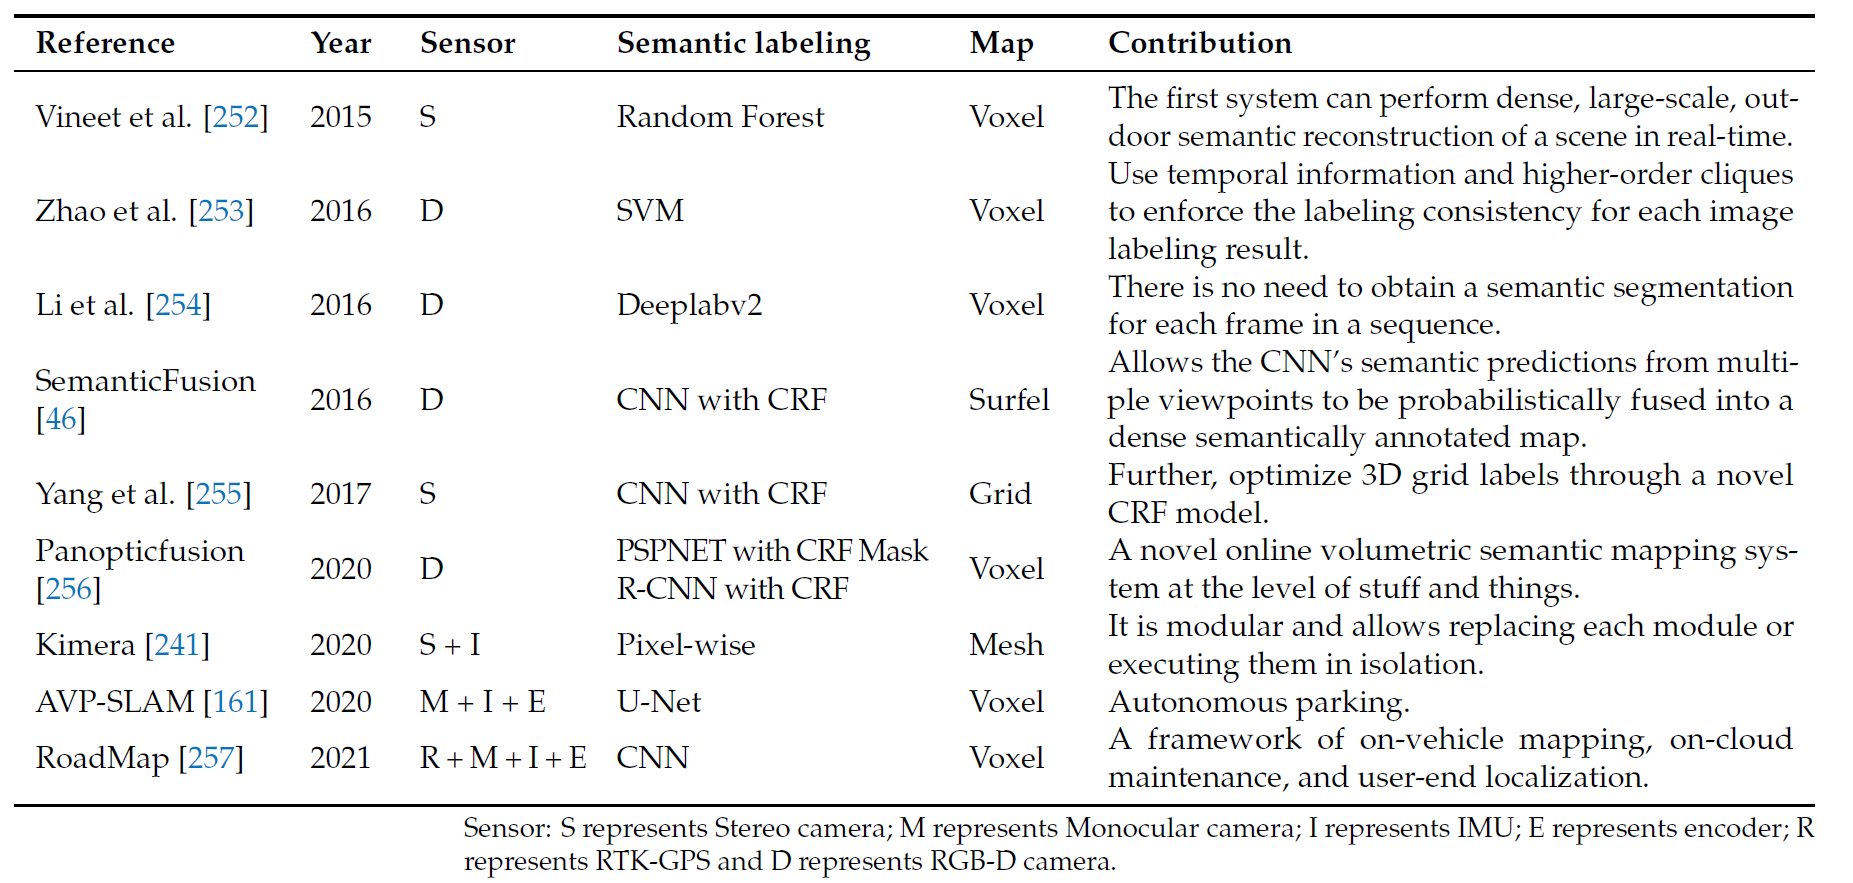 Reference Year Sensor Semantic labeling Map Contribution
Vineet et al. [252] 2015 S Random Forest Voxel The first system can perform dense, large-scale, out-
door semantic reconstruction of a scene in real-time.
Zhao et al. [253] 2016 D SVM Voxel Use temporal information and higher-order cliques
to enforce the labeling consistency for each image
labeling result.
Li et al. [254] 2016 D Deeplabv2 Voxel There is no need to obtain a semantic segmentation
for each frame in a sequence.
SemanticFusion
[46] 2016 D CNN with CRF Surfel Allows the CNN's semantic predictions from multi-
ple viewpoints to be probabilistically fused into a
dense semantically annotated map.
Yang et al. [255] 2017 S CNN with CRF Grid Further, optimize 3D grid labels through a novel
CRF model.
Panopticfusion
[256] 2020 D PSPNET with CRF Mask
R-CNN with CRF Voxel A novel online volumetric semantic mapping sys-
tem at the level of stuff and things.
Kimera [241] 2020 S + I Pixel-wise Mesh It is modular and allows replacing each module or
executing them in isolation.
AVP-SLAM [161] 2020 M + I + E U-Net Voxel Autonomous parking.
RoadMap [257] 2021 R + M + I + E CNN Voxel A framework of on-vehicle mapping, on-cloud
maintenance, and user-end localization.
Sensor: S represents Stereo camera; M represents Monocular camera; I represents IMU; E represents encoder; R
represents RTK-GPS and D represents RGB-D camera.